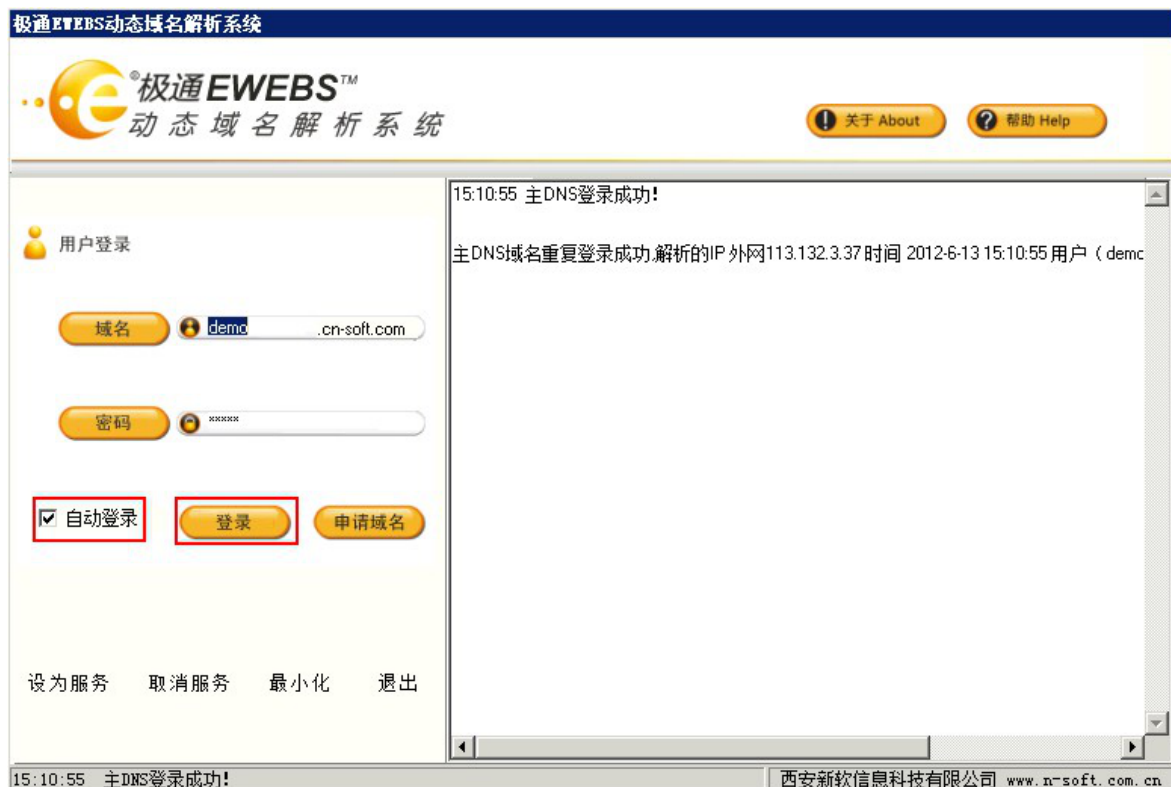 极通EWEBS动态域名解析系统
®极通EWEBS™
动态域名解析系统
关于 About
帮助 Help
用户登录
域名
demo .cn-soft.com
密码
*****
自动登录
登录
申请域名
设为服务 取消服务 最小化 退出
15:10:55 主DNS登录成功!
主DNS域名重复登录成功,解析的IP 外网113.132.3.37 时间 2012-6-13 15:10:55 用户（demo
15:10:55 主DNS登录成功!
西安新软信息科技有限公司 www.n-soft.com.cn